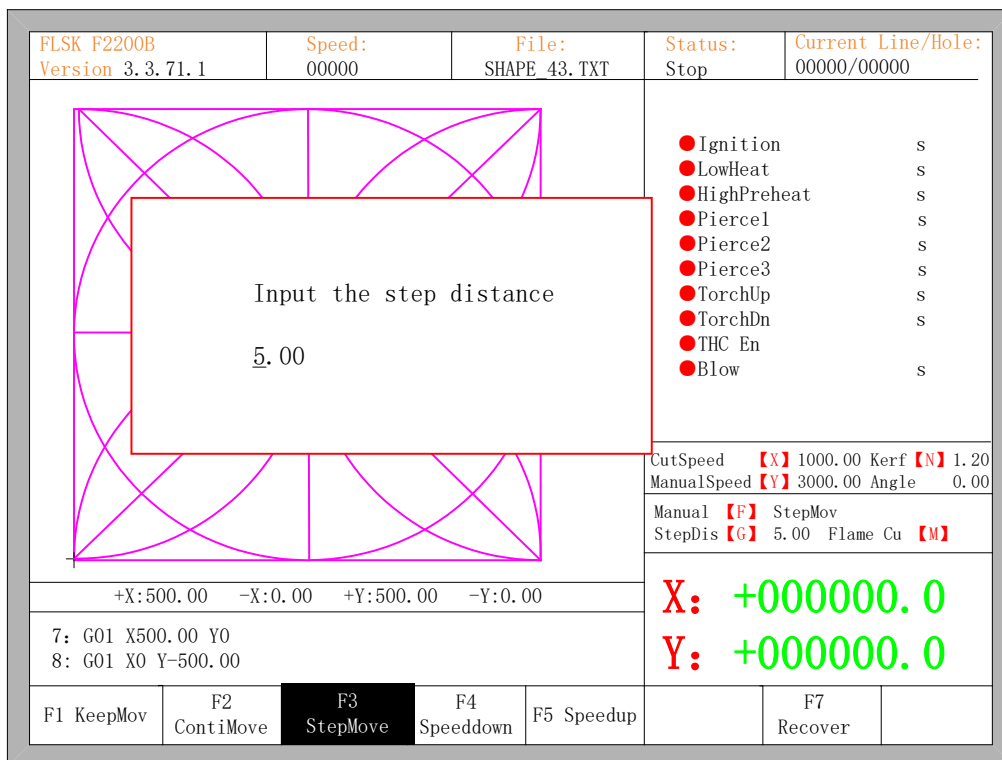 FLSK F2200B
Version 3.3.71.1
Speed:
00000
File:
SHAPE_43.TXT
Status:
Stop
Current Line/Hole:
00000/00000
Input the step distance
5.00
Ignition s
LowHeat s
HighPreheat s
Pierce1 s
Pierce2 s
Pierce3 s
TorchUp s
TorchDn s
THC En
Blow s
CutSpeed 【X】 1000.00 Kerf【N】 1.20
ManualSpeed【Y】 3000.00 Angle 0.00
Manual 【F】 StepMov
StepDis【G】 5.00 Flame Cu 【M】
+X:500.00 -X:0.00 +Y:500.00 -Y:0.00
7: G01 X500.00 Y0
8: G01 X0 Y-500.00
X: +000000.0
Y: +000000.0
F1 KeepMov
F2
ContiMove
F3
StepMove
F4
Speeddown
F5 Speedup
F7
Recover